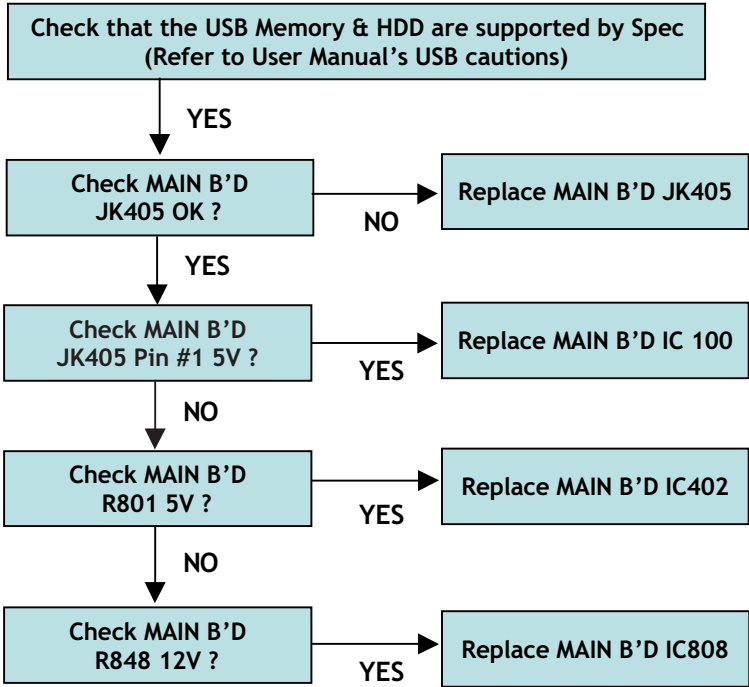 Check that the USB Memory & HDD are supported by Spec
(Refer to User Manual’s USB cautions)
YES
Check MAIN B’D
JK405 OK ?
NO
Replace MAIN B’D JK405
YES
Check MAIN B’D
JK405 Pin #1 5V ?
YES
Replace MAIN B’D IC 100
NO
Check MAIN B’D
R801 5V ?
YES
Replace MAIN B’D IC402
NO
Check MAIN B’D
R848 12V ?
YES
Replace MAIN B’D IC808